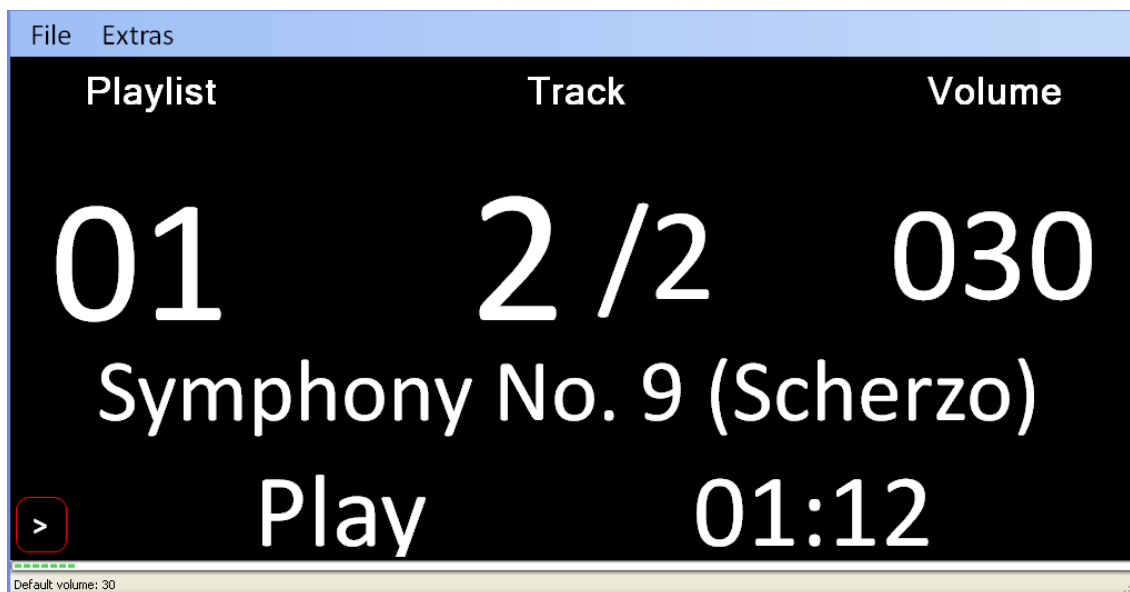 File Extras
Playlist Track Volume
01 2 /2 030
Symphony No. 9 (Scherzo)
> Play 01:12
Default volume: 30